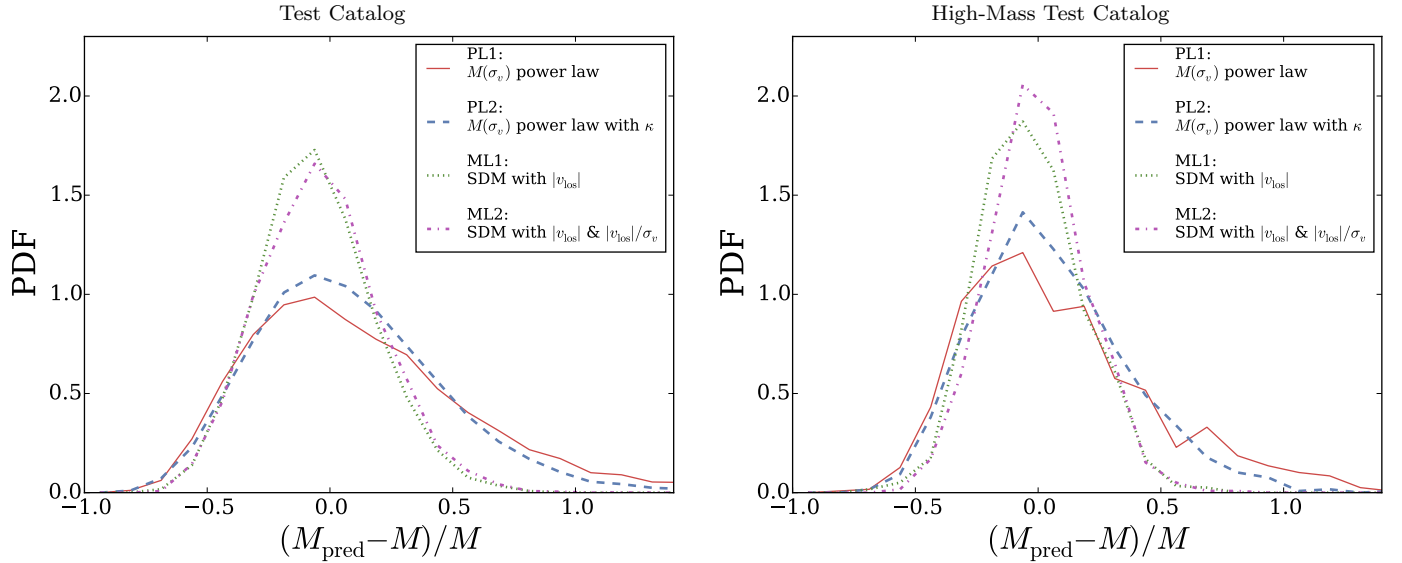 Test Catalog
PDF
2.0
1.5
1.0
0.5
0.0
−1.0 −0.5 0.0 0.5 1.0
(M_pred−M)/M
PL1:
M(σ_v) power law
PL2:
M(σ_v) power law with κ
ML1:
SDM with |v_los|
ML2:
SDM with |v_los| & |v_los|/σ_v
High-Mass Test Catalog
PDF
2.0
1.5
1.0
0.5
0.0
−1.0 −0.5 0.0 0.5 1.0
(M_pred−M)/M
PL1:
M(σ_v) power law
PL2:
M(σ_v) power law with κ
ML1:
SDM with |v_los|
ML2:
SDM with |v_los| & |v_los|/σ_v